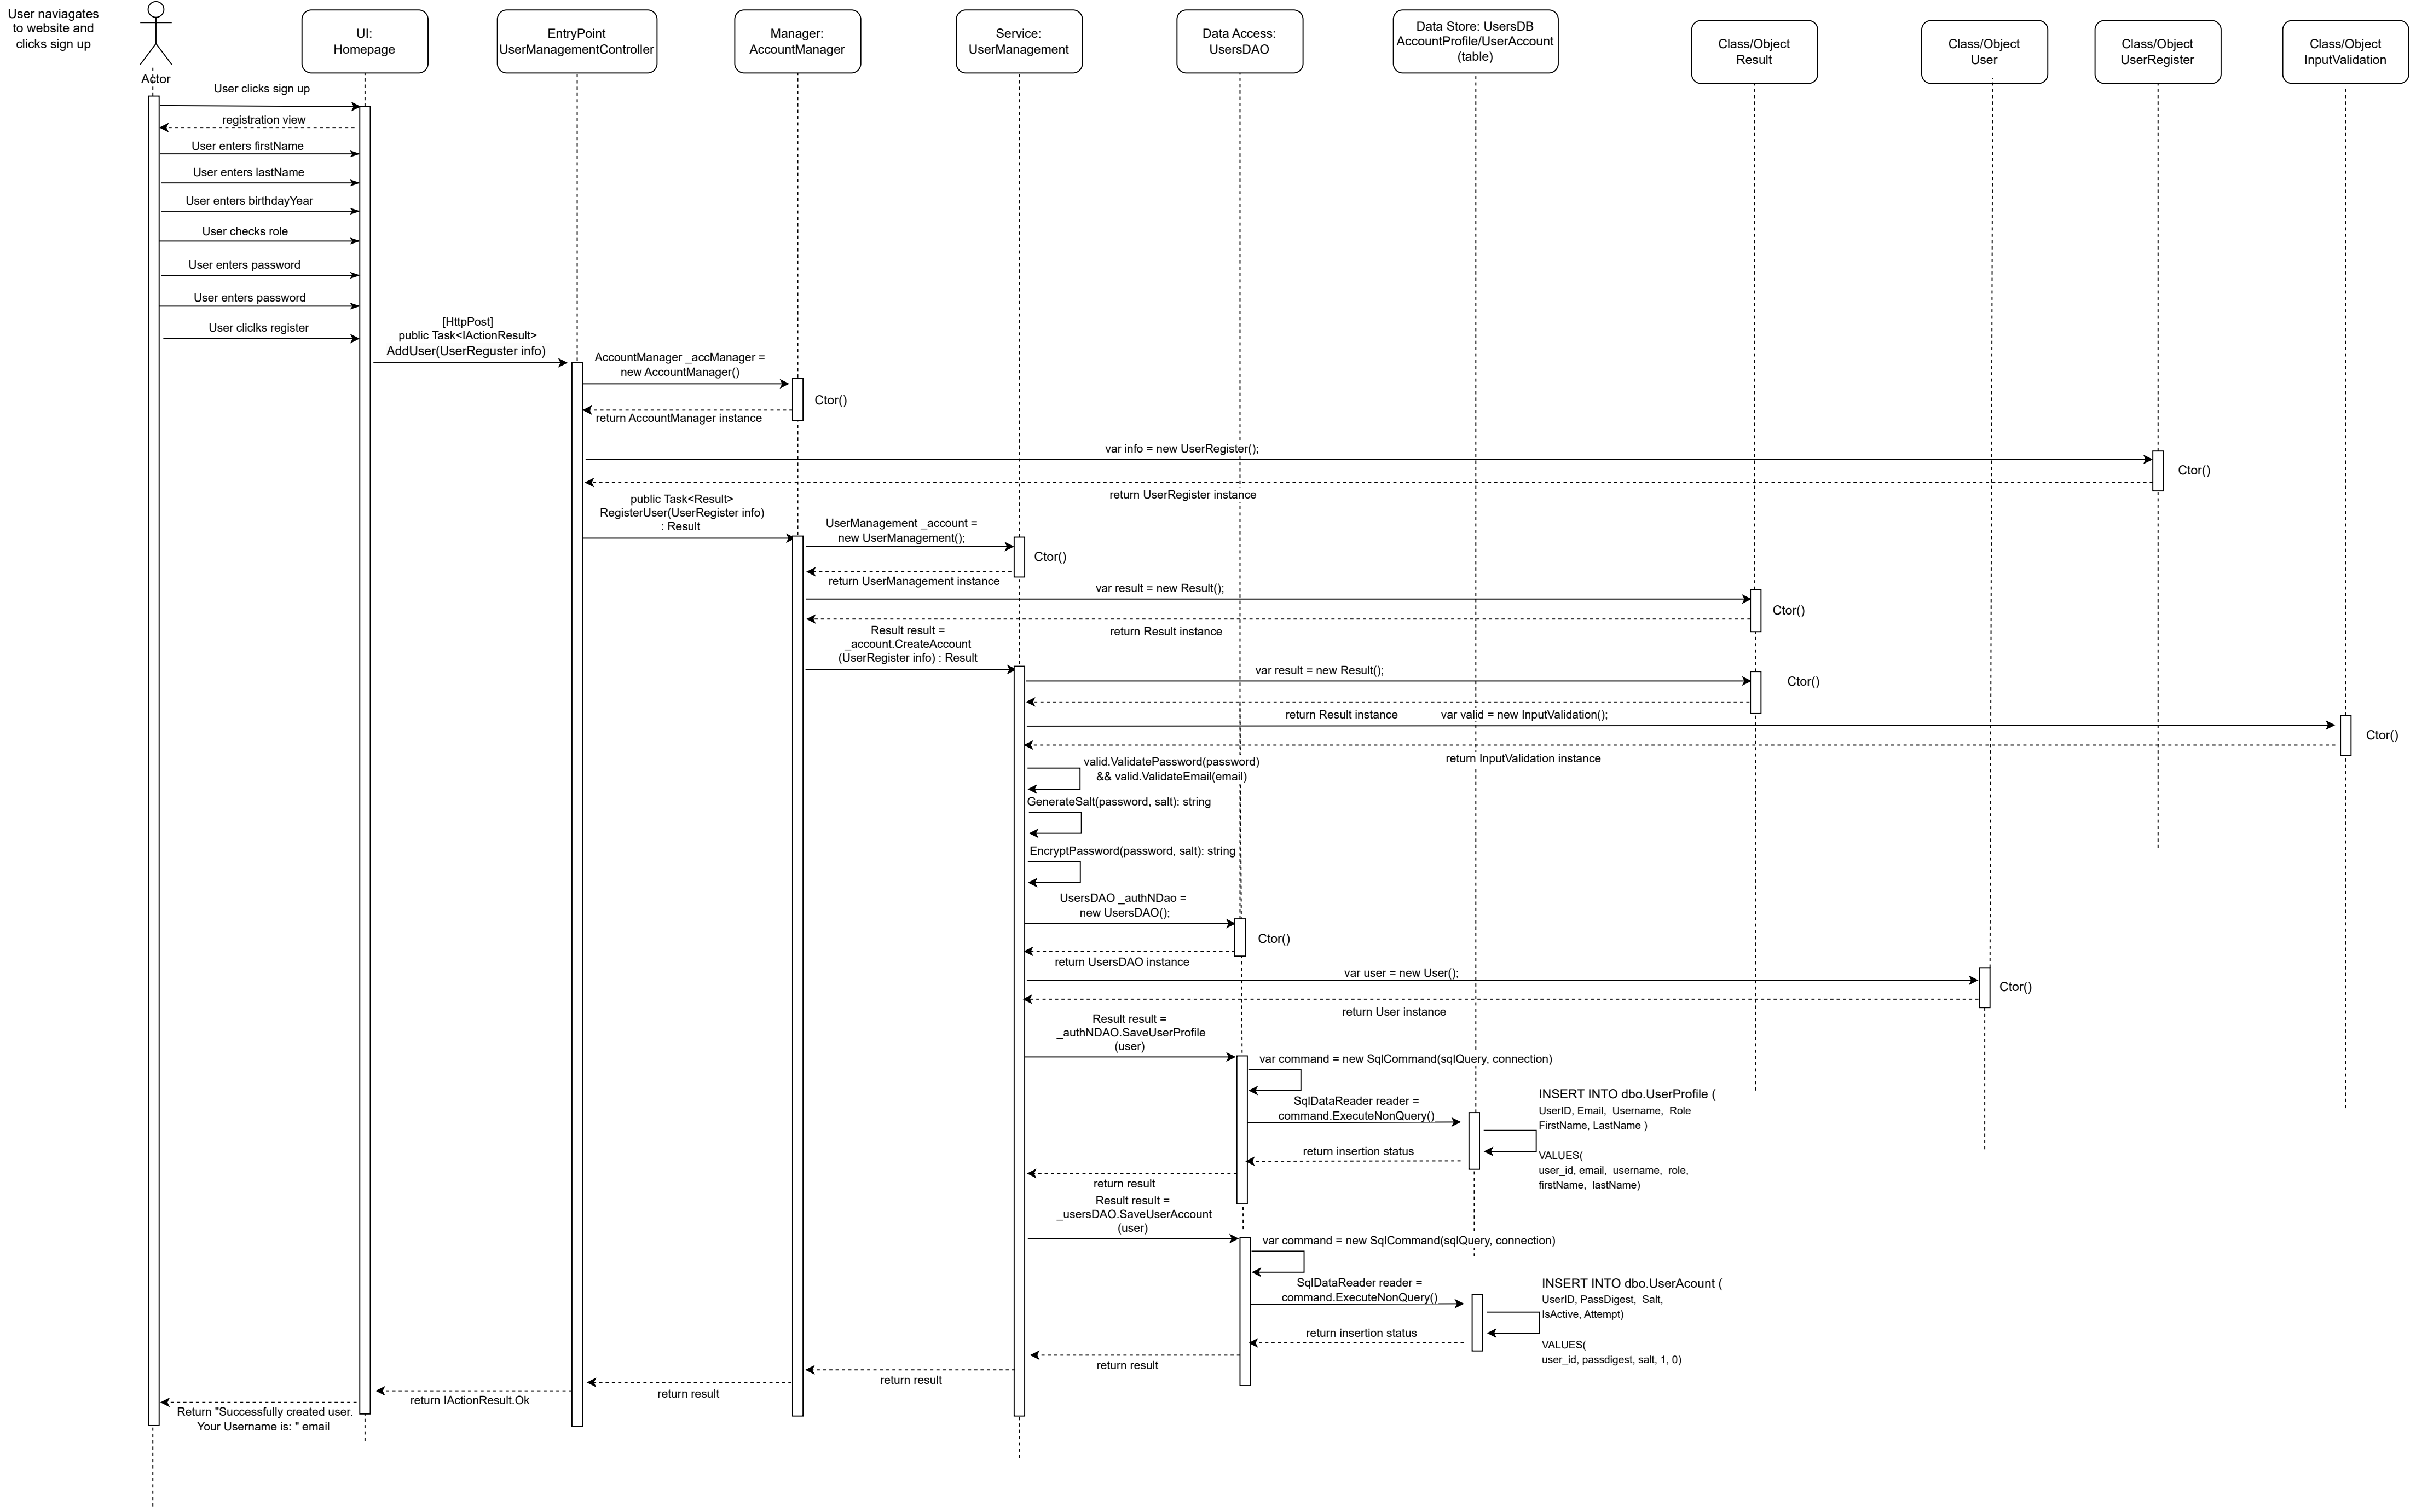 User naviagates
to website and
clicks sign up
Actor
UI:
Homepage
EntryPoint
UserManagementController
Manager:
AccountManager
Service:
UserManagement
Data Access:
UsersDAO
Data Store: UsersDB
AccountProfile/UserAccount
(table)
Class/Object
Result
Class/Object
User
Class/Object
UserRegister
Class/Object
InputValidation
User clicks sign up
registration view
User enters firstName
User enters lastName
User enters birthdayYear
User checks role
User enters password
User enters password
User cliclks register
[HttpPost]
public Task<IActionResult>
AddUser(UserReguster info)
AccountManager _accManager =
new AccountManager()
Ctor()
return AccountManager instance
var info = new UserRegister();
Ctor()
return UserRegister instance
public Task<Result>
RegisterUser(UserRegister info)
: Result
UserManagement _account =
new UserManagement();
Ctor()
return UserManagement instance
var result = new Result();
Ctor()
return Result instance
Result result =
_account.CreateAccount
(UserRegister info) : Result
var result = new Result();
Ctor()
return Result instance
var valid = new InputValidation();
Ctor()
return InputValidation instance
valid.ValidatePassword(password)
&& valid.ValidateEmail(email)
GenerateSalt(password, salt): string
EncryptPassword(password, salt): string
UsersDAO _authNDao =
new UsersDAO();
Ctor()
return UsersDAO instance
var user = new User();
Ctor()
return User instance
Result result =
_authNDAO.SaveUserProfile
(user)
var command = new SqlCommand(sqlQuery, connection)
SqlDataReader reader =
command.ExecuteNonQuery()
INSERT INTO dbo.UserProfile (
UserID, Email, Username, Role
FirstName, LastName )
VALUES(
user_id, email, username, role,
firstName, lastName)
return insertion status
return result
Result result =
_usersDAO.SaveUserAccount
(user)
var command = new SqlCommand(sqlQuery, connection)
SqlDataReader reader =
command.ExecuteNonQuery()
INSERT INTO dbo.UserAcount (
UserID, PassDigest, Salt,
IsActive, Attempt)
VALUES(
user_id, passdigest, salt, 1, 0)
return insertion status
return result
return result
return result
return IActionResult.Ok
Return "Successfully created user.
Your Username is: " email